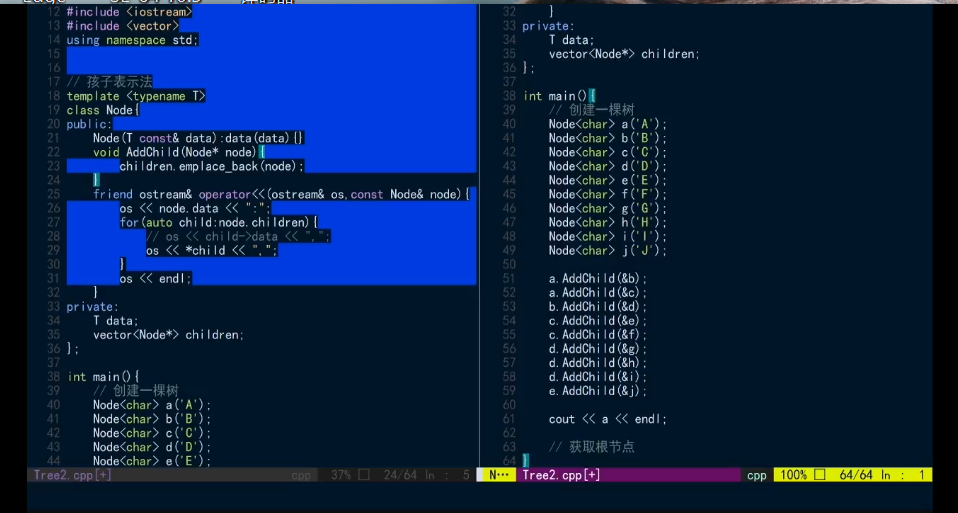 12 #include <iostream>
13 #include <vector>
14 using namespace std;
15
16
17 // 孩子表示法
18 template <typename T>
19 class Node{
20 public:
21     Node(T const& data):data(data){}
22     void AddChild(Node* node){
23         children.emplace_back(node);
24     }
25     friend ostream& operator<<(ostream& os,const Node& node){
26         os << node.data << ":";
27         for(auto child:node.children){
28             // os << child->data << ",";
29             os << *child << ",";
30         }
31         os << endl;
32     }
33 private:
34     T data;
35     vector<Node*> children;
36 };
37
38 int main(){
39     // 创建一棵树
40     Node<char> a('A');
41     Node<char> b('B');
42     Node<char> c('C');
43     Node<char> d('D');
44     Node<char> e('E');
Tree2.cpp[+] cpp 37% 24/64 ln : 5
32     }
33 private:
34     T data;
35     vector<Node*> children;
36 };
37
38 int main(){
39     // 创建一棵树
40     Node<char> a('A');
41     Node<char> b('B');
42     Node<char> c('C');
43     Node<char> d('D');
44     Node<char> e('E');
45     Node<char> f('F');
46     Node<char> g('G');
47     Node<char> h('H');
48     Node<char> i('I');
49     Node<char> j('J');
50
51     a.AddChild(&b);
52     a.AddChild(&c);
53     b.AddChild(&d);
54     c.AddChild(&e);
55     c.AddChild(&f);
56     d.AddChild(&g);
57     d.AddChild(&h);
58     d.AddChild(&i);
59     e.AddChild(&j);
60
61     cout << a << endl;
62
63     // 获取根节点
64 }
N… Tree2.cpp[+] cpp 100% 64/64 ln : 1